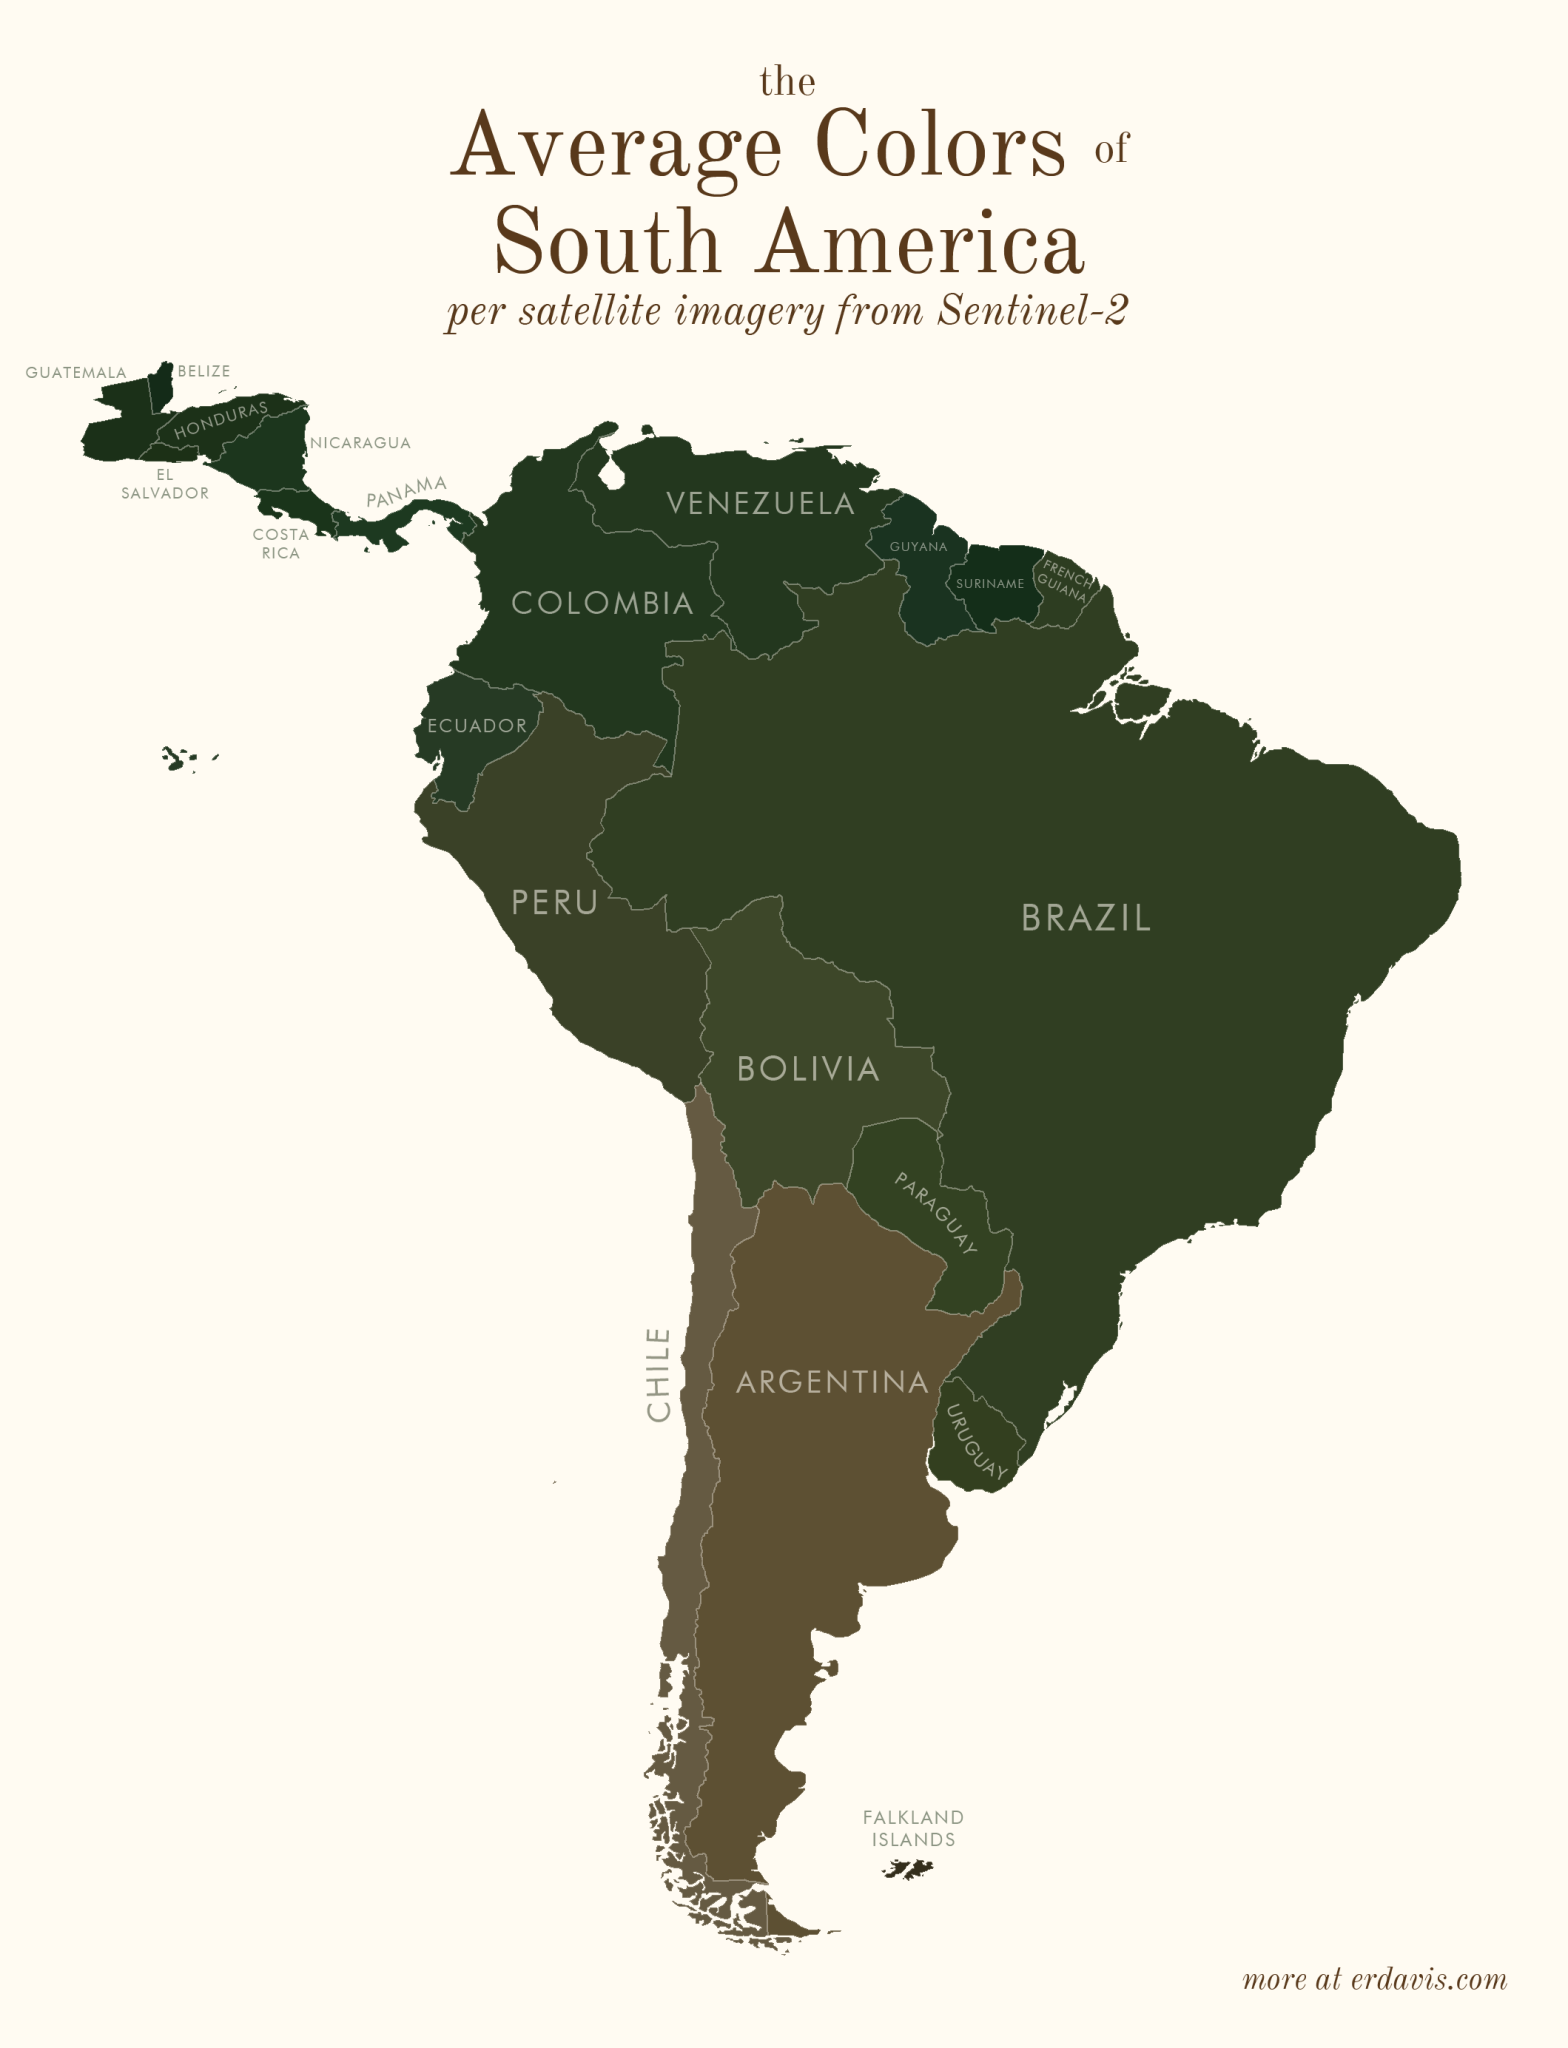 the
Average Colors of
South America
per satellite imagery from Sentinel-2
GUATEMALA
BELIZE
HONDURAS
NICARAGUA
EL
SALVADOR
PANAMA
COSTA
RICA
VENEZUELA
GUYANA
SURINAME
FRENCH
GUIANA
COLOMBIA
ECUADOR
PERU
BRAZIL
BOLIVIA
PARAGUAY
CHILE
ARGENTINA
URUGUAY
FALKLAND
ISLANDS
more at erdavis.com